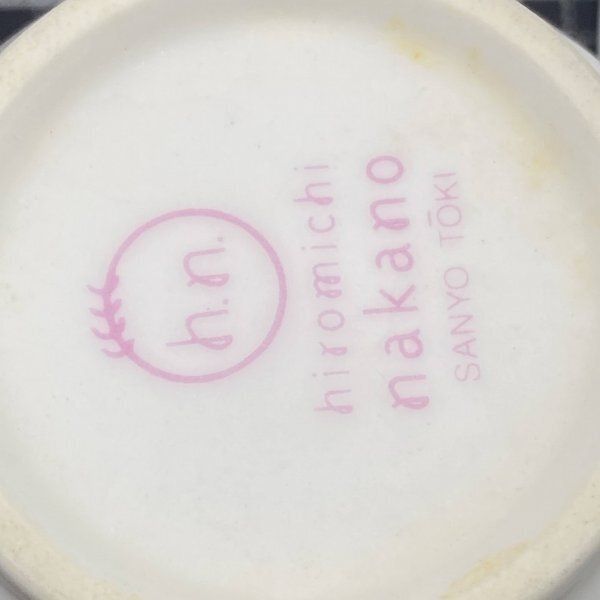 h.n.
hiromichi
nakano
SANYO TŌKI